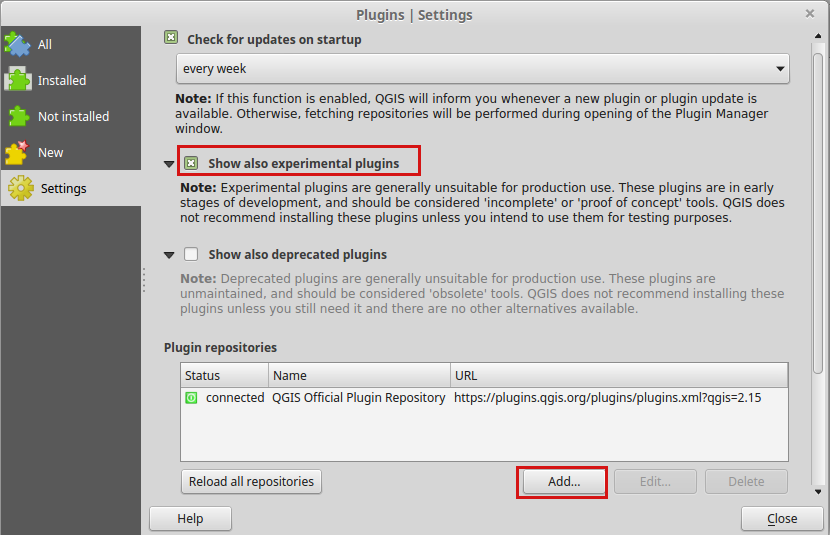 Plugins | Settings
All
Installed
Not installed
New
Settings
Check for updates on startup
every week
Note: If this function is enabled, QGIS will inform you whenever a new plugin or plugin update is
available. Otherwise, fetching repositories will be performed during opening of the Plugin Manager
window.
Show also experimental plugins
Note: Experimental plugins are generally unsuitable for production use. These plugins are in early
stages of development, and should be considered 'incomplete' or 'proof of concept' tools. QGIS does
not recommend installing these plugins unless you intend to use them for testing purposes.
Show also deprecated plugins
Note: Deprecated plugins are generally unsuitable for production use. These plugins are
unmaintained, and should be considered 'obsolete' tools. QGIS does not recommend installing these
plugins unless you still need it and there are no other alternatives available.
Plugin repositories
Status Name URL
connected QGIS Official Plugin Repository https://plugins.qgis.org/plugins/plugins.xml?qgis=2.15
Reload all repositories Add... Edit... Delete
Help Close